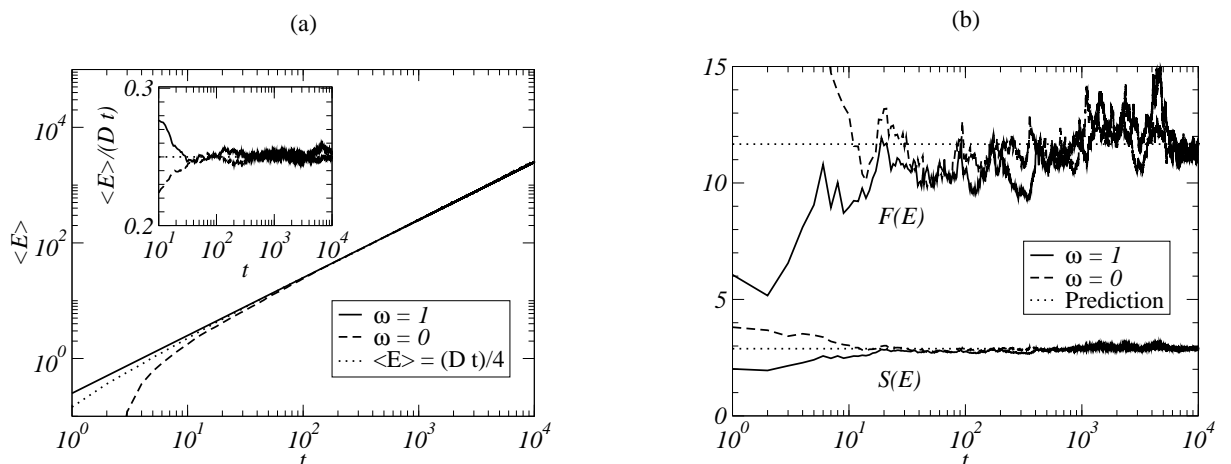 (a)
<E>
10^4
10^2
10^0
10^0
10^1
10^2
10^3
10^4
t
<E>/(D t)
0.3
0.2
10^1
10^2
10^3
10^4
t
ω = 1
ω = 0
<E> = (D t)/4
(b)
15
10
5
0
10^0
10^1
10^2
10^3
10^4
t
F(E)
S(E)
ω = 1
ω = 0
Prediction